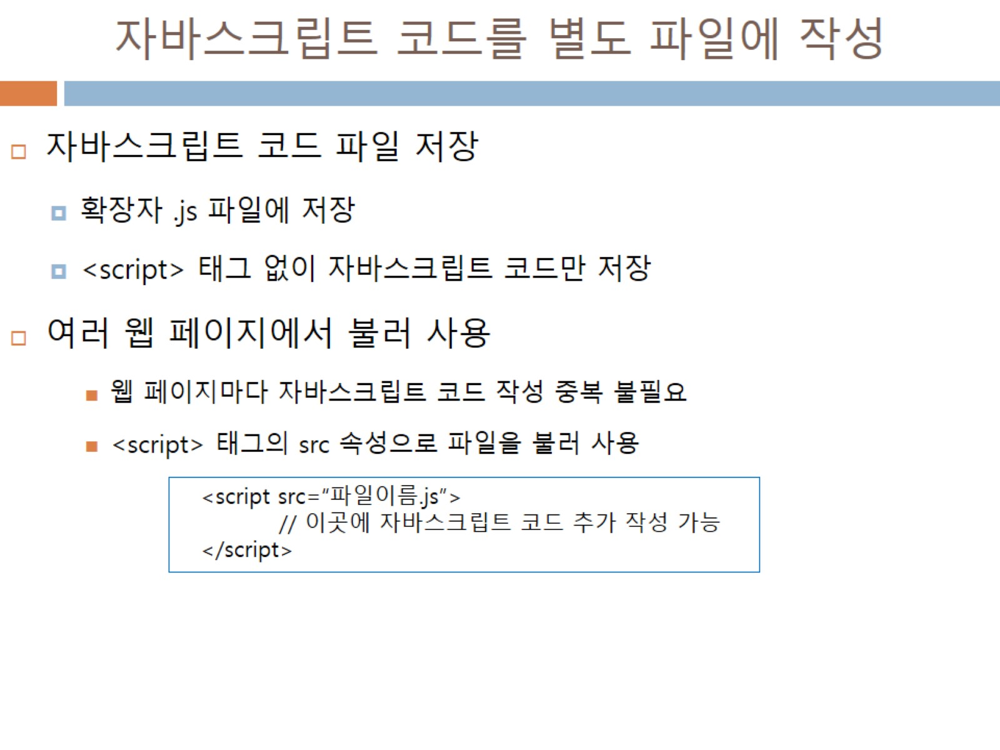 자바스크립트 코드를 별도 파일에 작성
자바스크립트 코드 파일 저장
확장자 .js 파일에 저장
<script> 태그 없이 자바스크립트 코드만 저장
여러 웹 페이지에서 불러 사용
웹 페이지마다 자바스크립트 코드 작성 중복 불필요
<script> 태그의 src 속성으로 파일을 불러 사용
<script src="파일이름.js">
// 이곳에 자바스크립트 코드 추가 작성 가능
</script>